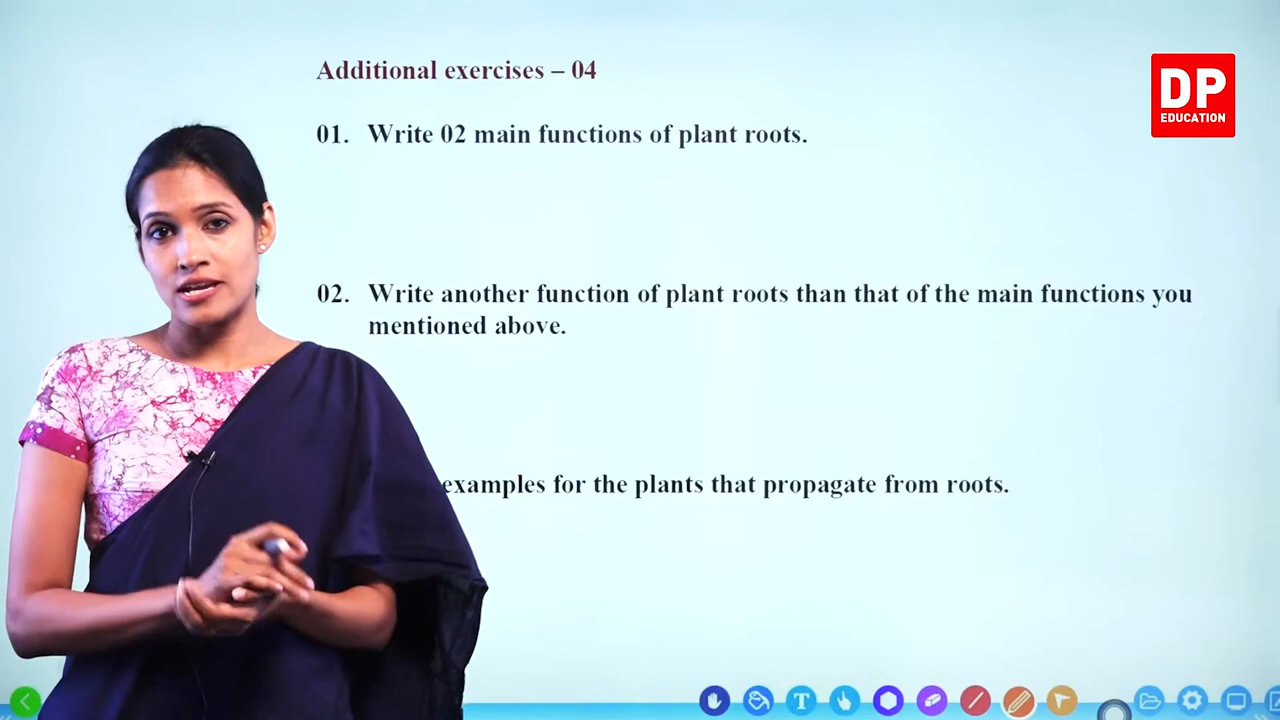 Additional exercises – 04
DP
EDUCATION
01. Write 02 main functions of plant roots.
02. Write another function of plant roots than that of the main functions you
mentioned above.
examples for the plants that propagate from roots.
T